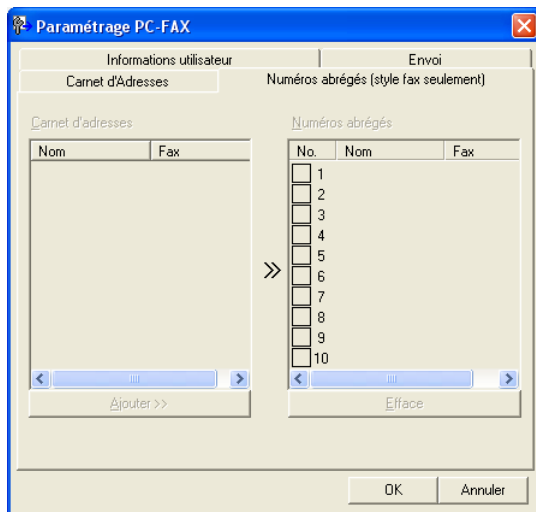 Paramétrage PC-FAX
Informations utilisateur
Envoi
Carnet d'Adresses
Numéros abrégés (style fax seulement)
Carnet d'adresses
Numéros abrégés
Nom Fax
No. Nom Fax
1
2
3
4
5
6
7
8
9
10
Ajouter >>
Efface
OK
Annuler